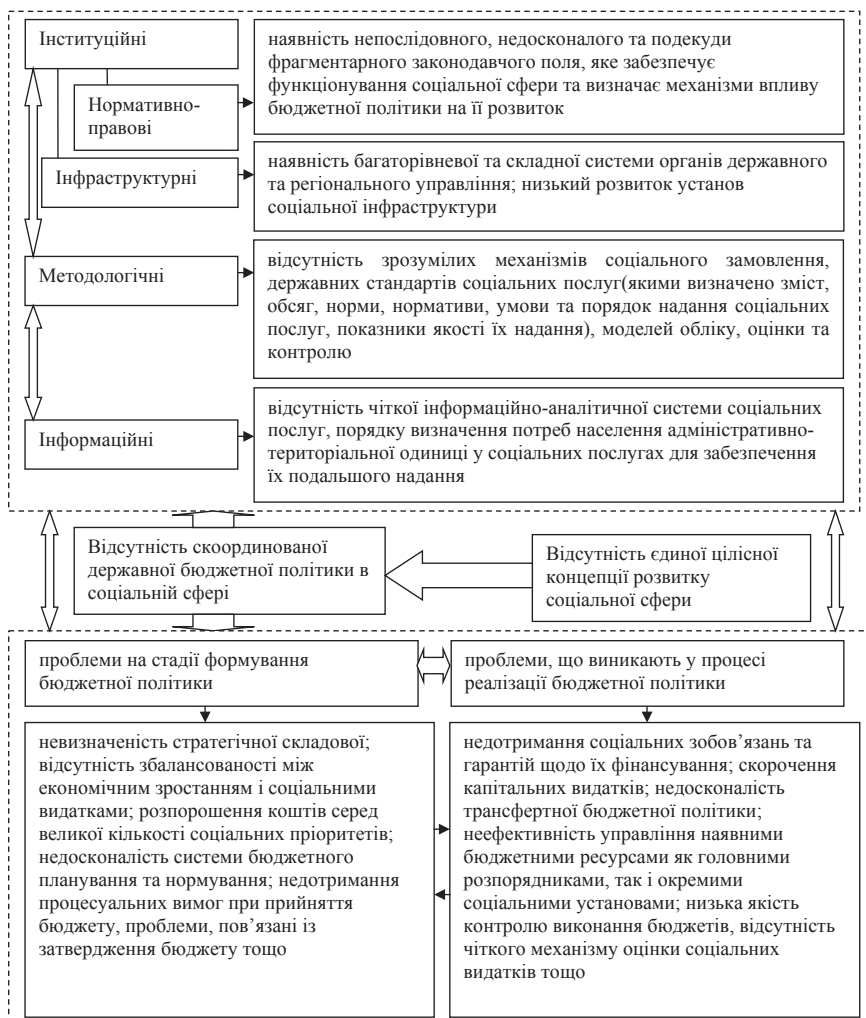 Інституційні
наявність непослідовного, недосконалого та подекуди
фрагментарного законодавчого поля, яке забезпечує
функціонування соціальної сфери та визначає механізми впливу
бюджетної політики на її розвиток
Нормативно-
правові
Інфраструктурні
наявність багаторівневої та складної системи органів державного
та регіонального управління; низький розвиток установ
соціальної інфраструктури
Методологічні
відсутність зрозумілих механізмів соціального замовлення,
державних стандартів соціальних послуг(якими визначено зміст,
обсяг, норми, нормативи, умови та порядок надання соціальних
послуг, показники якості їх надання), моделей обліку, оцінки та
контролю
Інформаційні
відсутність чіткої інформаційно-аналітичної системи соціальних
послуг, порядку визначення потреб населення адміністративно-
територіальної одиниці у соціальних послугах для забезпечення
їх подальшого надання
Відсутність скоординованої
державної бюджетної політики в
соціальній сфері
Відсутність єдиної цілісної
концепції розвитку
соціальної сфери
проблеми на стадії формування
бюджетної політики
проблеми, що виникають у процесі
реалізації бюджетної політики
невизначеність стратегічної складової;
відсутність збалансованості між
економічним зростанням і соціальними
видатками; розпорошення коштів серед
великої кількості соціальних пріоритетів;
недосконалість системи бюджетного
планування та нормування; недотримання
процесуальних вимог при прийняття
бюджету, проблеми, пов’язані із
затвердження бюджету тощо
недотримання соціальних зобов’язань та
гарантій щодо їх фінансування; скорочення
капітальних видатків; недосконалість
трансфертної бюджетної політики;
неефективність управління наявними
бюджетними ресурсами як головними
розпорядниками, так і окремими
соціальними установами; низька якість
контролю виконання бюджетів, відсутність
чіткого механізму оцінки соціальних
видатків тощо